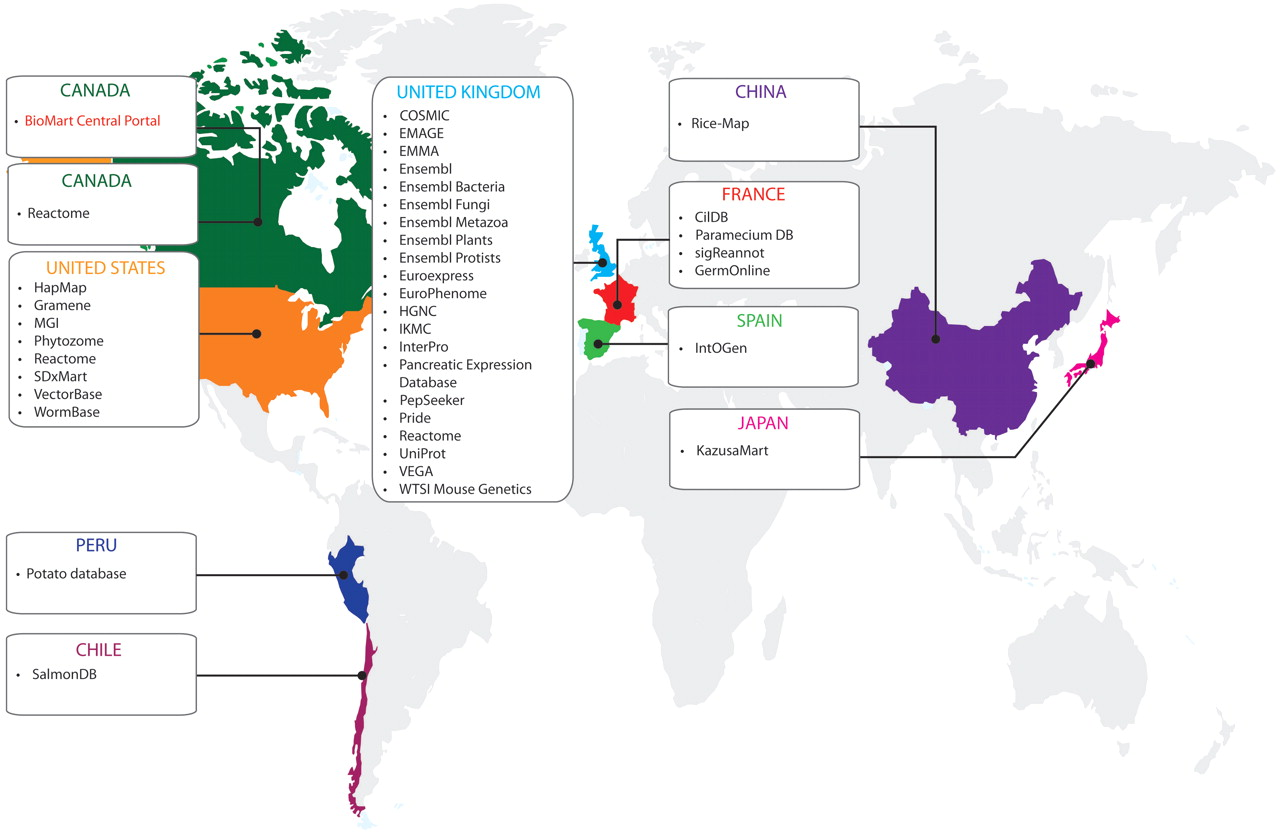 CANADA
• BioMart Central Portal
CANADA
• Reactome
UNITED STATES
• HapMap
• Gramene
• MGI
• Phytozome
• Reactome
• SDxMart
• VectorBase
• WormBase
PERU
• Potato database
CHILE
• SalmonDB
UNITED KINGDOM
• COSMIC
• EMAGE
• EMMA
• Ensembl
• Ensembl Bacteria
• Ensembl Fungi
• Ensembl Metazoa
• Ensembl Plants
• Ensembl Protists
• Euroexpress
• EuroPhenome
• HGNC
• IKMC
• InterPro
• Pancreatic Expression
Database
• PepSeeker
• Pride
• Reactome
• UniProt
• VEGA
• WTSI Mouse Genetics
CHINA
• Rice-Map
FRANCE
• CilDB
• Paramecium DB
• sigReannot
• GermOnline
SPAIN
• IntOGen
JAPAN
• KazusaMart